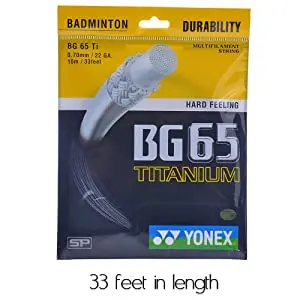 BADMINTON
DURABILITY
BG 65 Ti
MULTIFILAMENT
STRING
0.70mm / 22 GA.
10m / 33feet
HARD FEELING
BG65
TITANIUM
SP
YONEX
33 feet in length